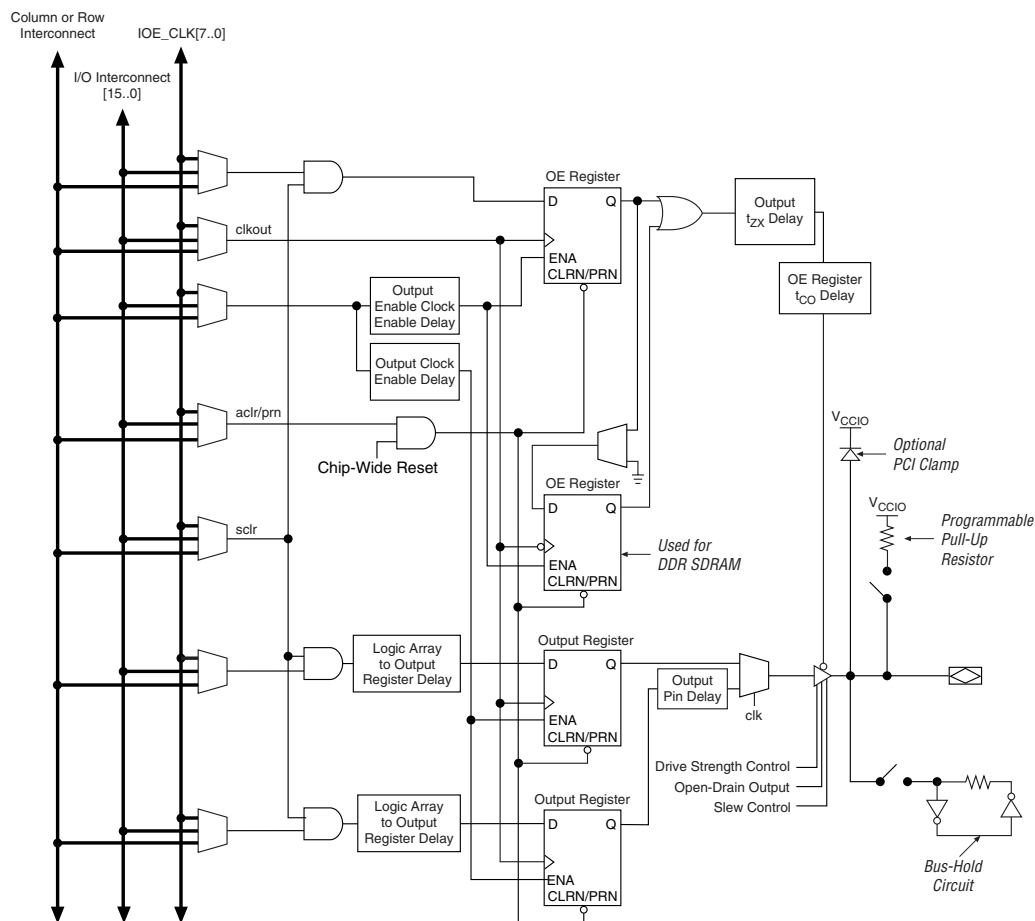 Column or Row
Interconnect
IOE_CLK[7..0]
I/O Interconnect
[15..0]
OE Register
D
Q
ENA
CLRN/PRN
Output
tZX Delay
clkout
OE Register
tCO Delay
Output
Enable Clock
Enable Delay
Output Clock
Enable Delay
aclr/prn
Chip-Wide Reset
VCCIO
Optional
PCI Clamp
OE Register
D
Q
ENA
CLRN/PRN
sclr
Used for
DDR SDRAM
VCCIO
Programmable
Pull-Up
Resistor
Logic Array
to Output
Register Delay
Output Register
D
Q
ENA
CLRN/PRN
Output
Pin Delay
clk
Drive Strength Control
Open-Drain Output
Slew Control
Logic Array
to Output
Register Delay
Output Register
D
Q
ENA
CLRN/PRN
Bus-Hold
Circuit